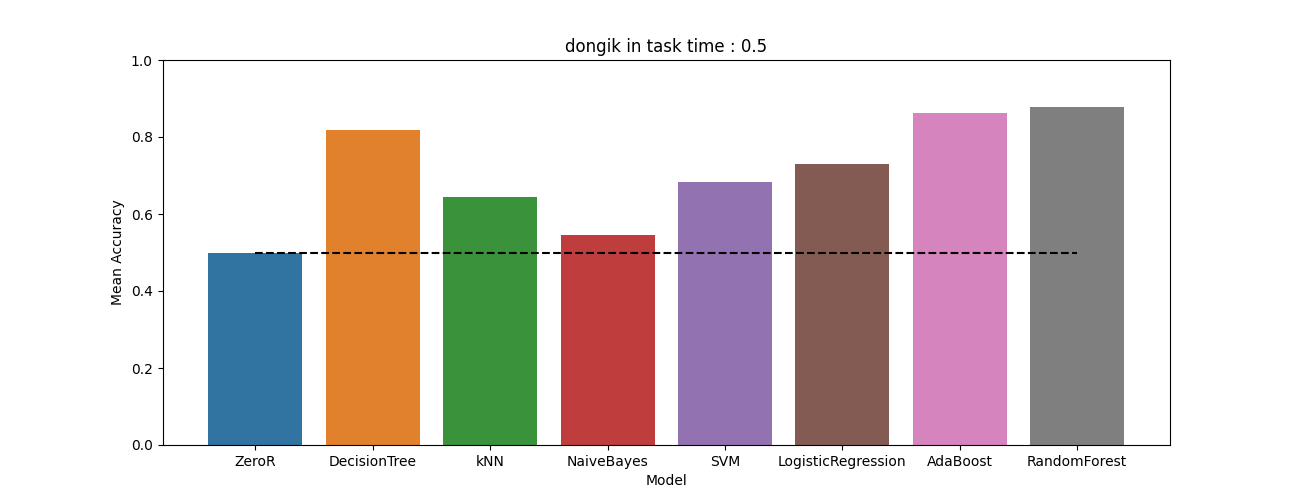 dongik in task time : 0.5
1.0
0.8
0.6
0.4
0.2
0.0
Mean Accuracy
ZeroR DecisionTree kNN NaiveBayes SVM LogisticRegression AdaBoost RandomForest
Model